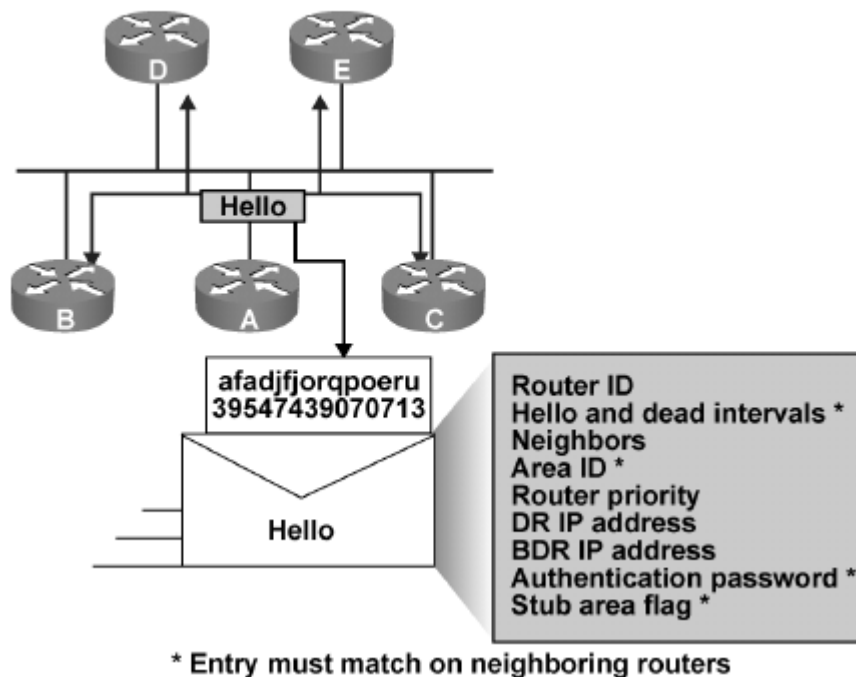 D
E
Hello
B
A
C
afadjfjorqpoeru
39547439070713
Hello
Router ID
Hello and dead intervals *
Neighbors
Area ID *
Router priority
DR IP address
BDR IP address
Authentication password *
Stub area flag *
* Entry must match on neighboring routers